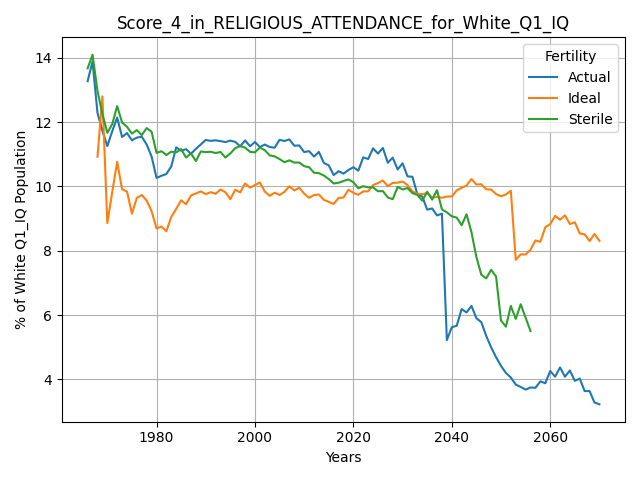 Score_4_in_RELIGIOUS_ATTENDANCE_for_White_Q1_IQ
Fertility
Actual
Ideal
Sterile
% of White Q1_IQ Population
14
12
10
8
6
4
1980 2000 2020 2040 2060
Years